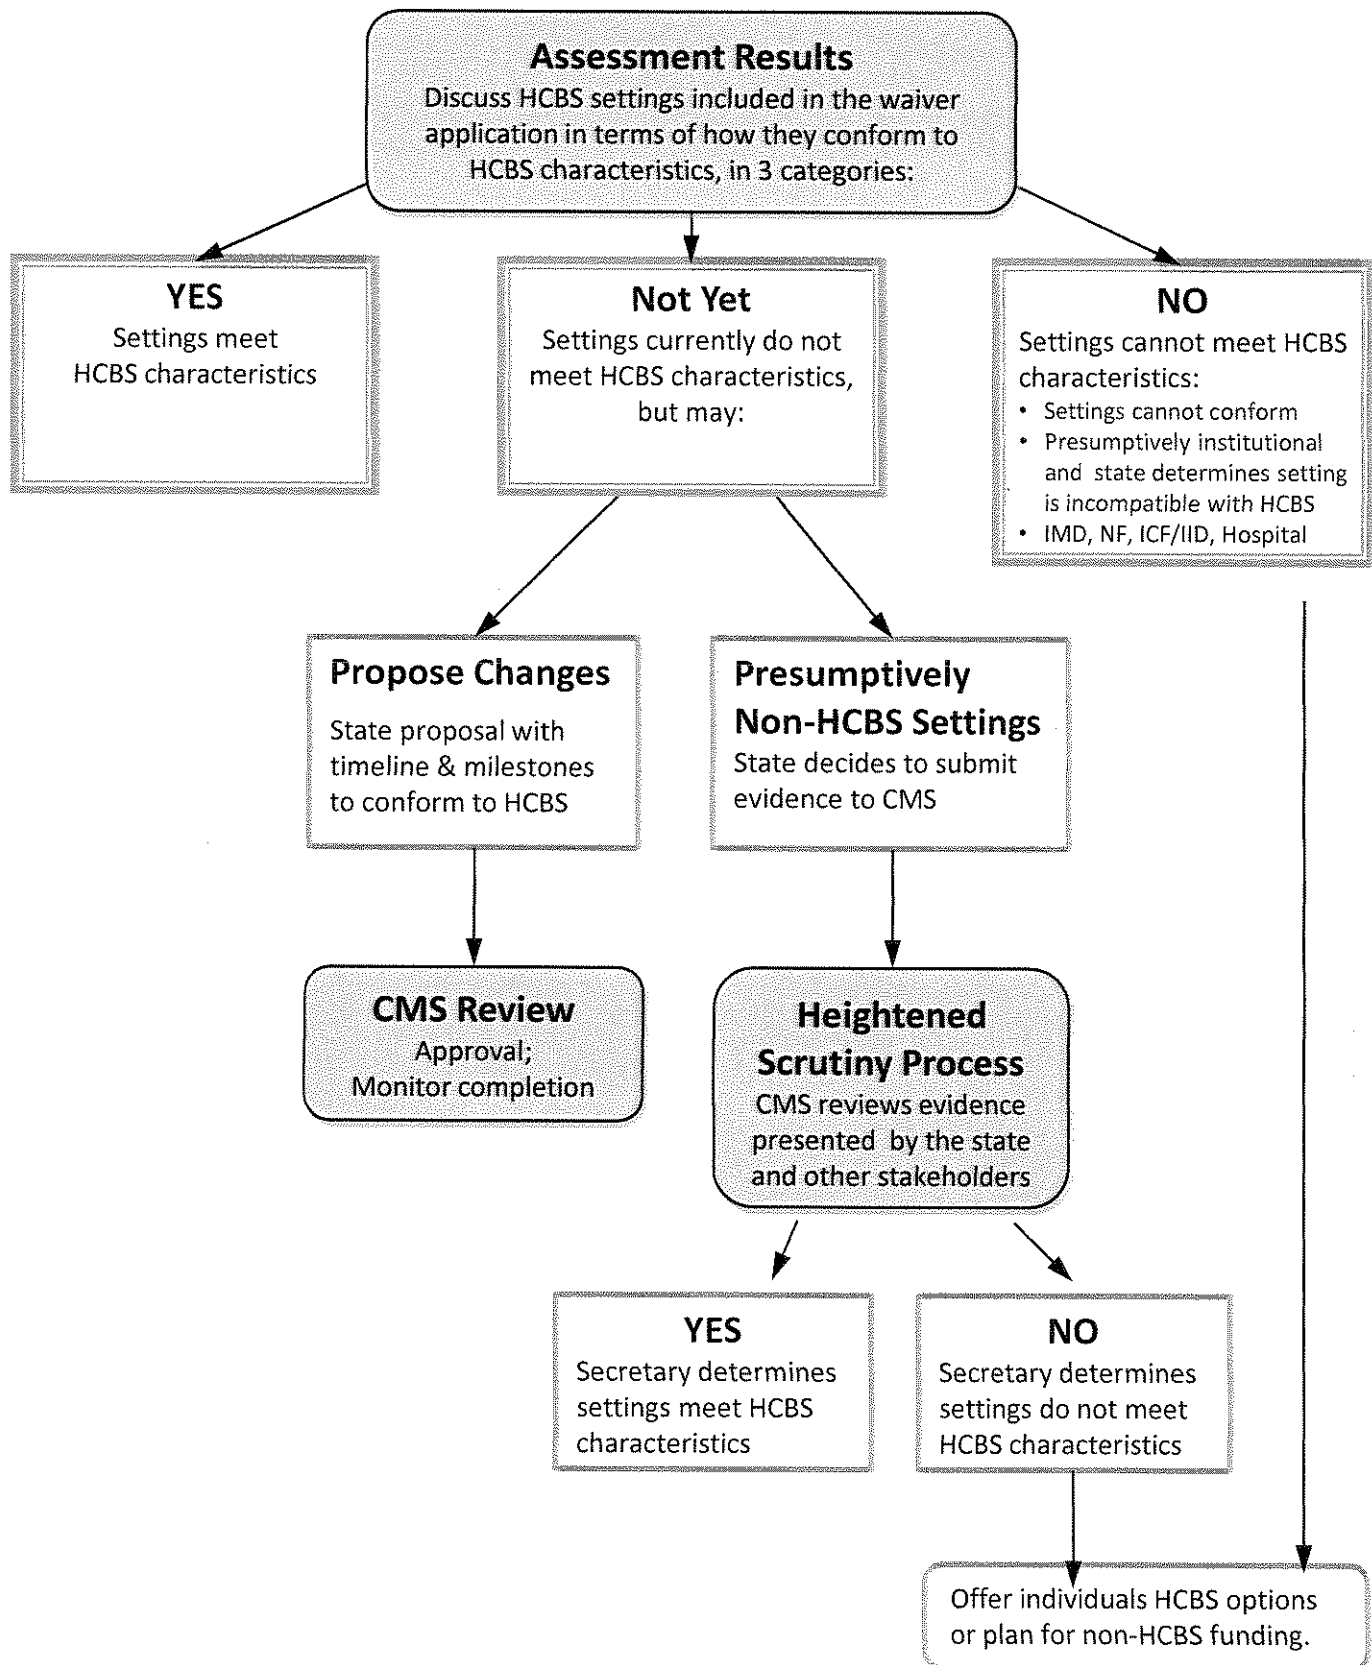 Assessment Results
Discuss HCBS settings included in the waiver
application in terms of how they conform to
HCBS characteristics, in 3 categories:
YES
Settings meet
HCBS characteristics
Not Yet
Settings currently do not
meet HCBS characteristics,
but may:
NO
Settings cannot meet HCBS
characteristics:
• Settings cannot conform
• Presumptively institutional
and state determines setting
is incompatible with HCBS
• IMD, NF, ICF/IID, Hospital
Propose Changes
State proposal with
timeline & milestones
to conform to HCBS
Presumptively
Non-HCBS Settings
State decides to submit
evidence to CMS
CMS Review
Approval;
Monitor completion
Heightened
Scrutiny Process
CMS reviews evidence
presented by the state
and other stakeholders
YES
Secretary determines
settings meet HCBS
characteristics
NO
Secretary determines
settings do not meet
HCBS characteristics
Offer individuals HCBS options
or plan for non-HCBS funding.